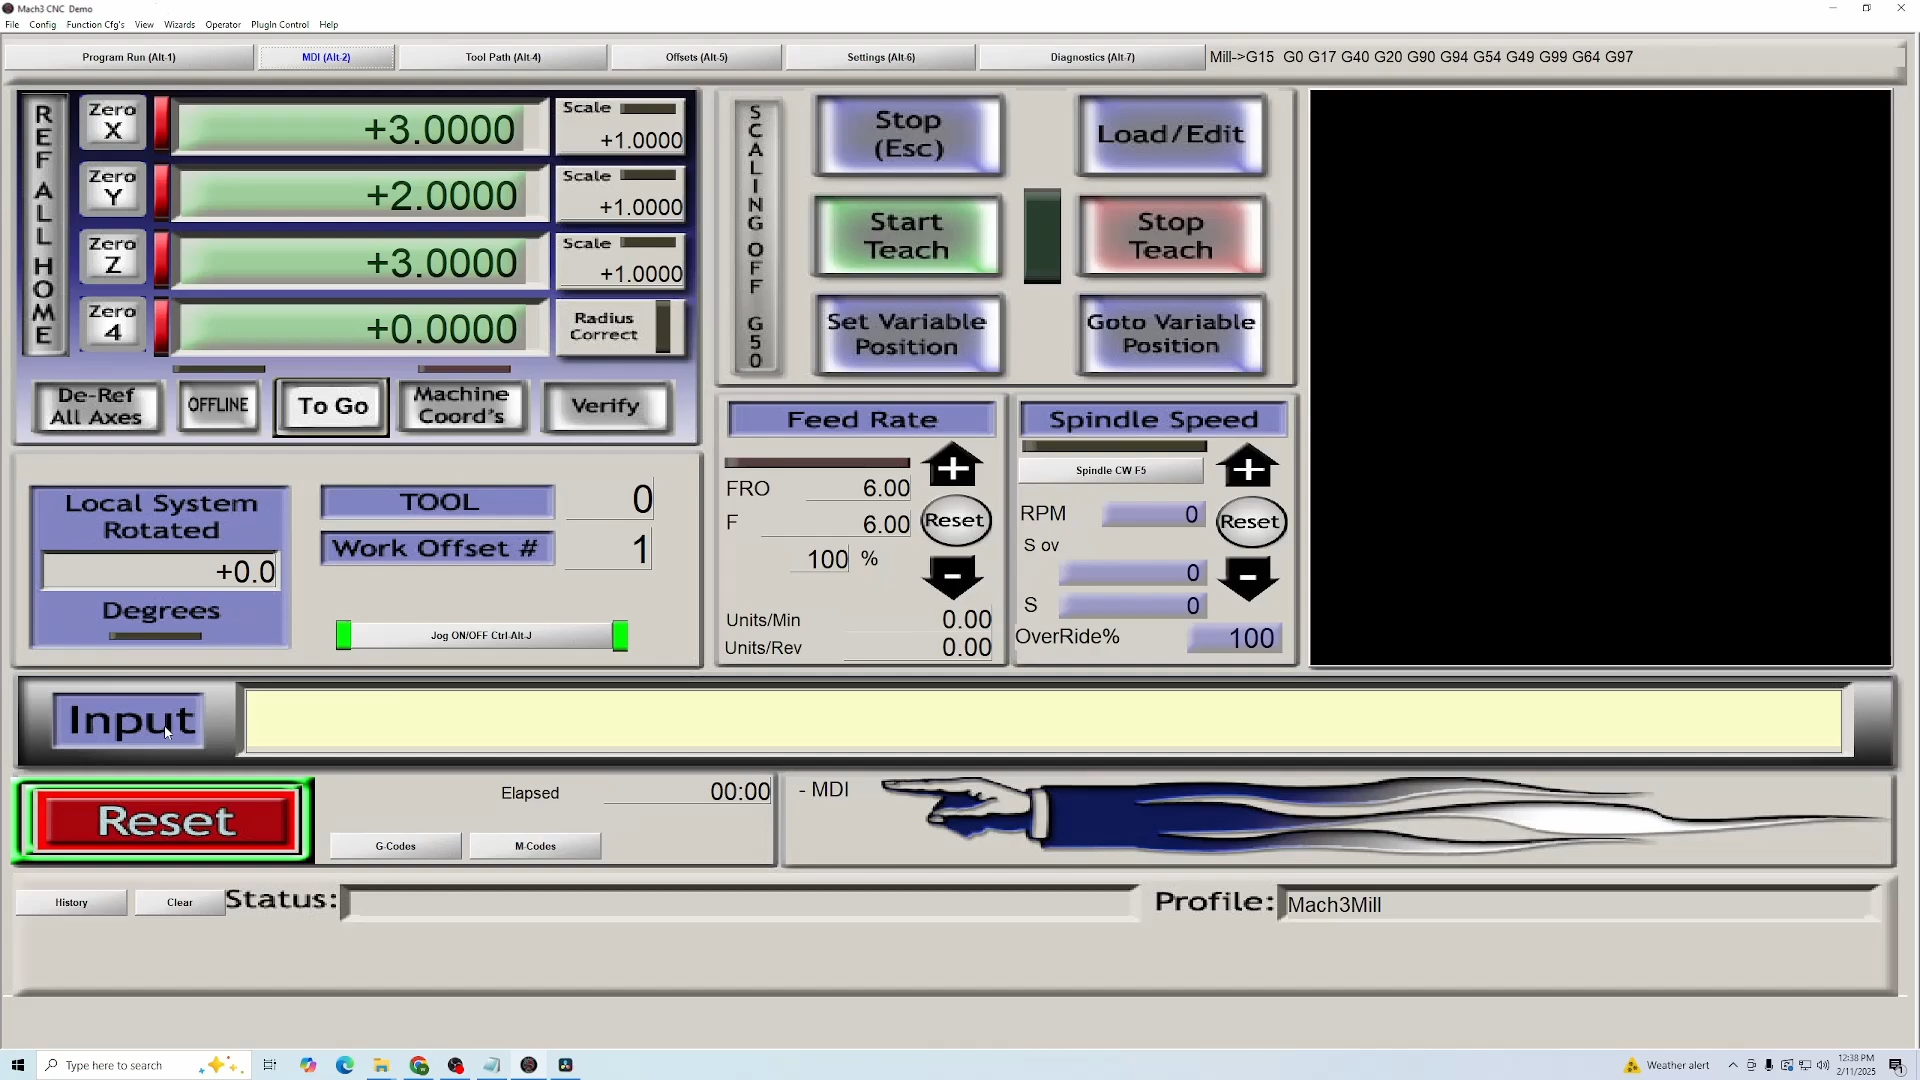 Mach3 CNC Demo
File Config Function Cfg's View Wizards Operator PlugIn Control Help
Program Run (Alt-1) MDI (Alt-2) Tool Path (Alt-4) Offsets (Alt-5) Settings (Alt-6) Diagnostics (Alt-7) Mill->G15 G0 G17 G40 G20 G90 G94 G54 G49 G99 G64 G97
REF ALL HOME
Zero X +3.0000 Scale +1.0000
Zero Y +2.0000 Scale +1.0000
Zero Z +3.0000 Scale +1.0000
Zero 4 +0.0000 Radius Correct
De-Ref All Axes OFFLINE To Go Machine Coord's Verify
SCALING OFF G50
Stop (Esc) Load/Edit
Start Teach Stop Teach
Set Variable Position Goto Variable Position
Local System Rotated
+0.0
Degrees
TOOL 0
Work Offset # 1
Jog ON/OFF Ctrl-Alt-J
Feed Rate
FRO 6.00
F 6.00
Reset
100 %
Units/Min 0.00
Units/Rev 0.00
Spindle Speed
Spindle CW F5
RPM 0
Reset
S ov
0
S 0
OverRide% 100
Input
Reset
Elapsed 00:00
G-Codes M-Codes
- MDI
History Clear Status: Profile: Mach3Mill
Type here to search
Weather alert
12:38 PM
2/11/2025